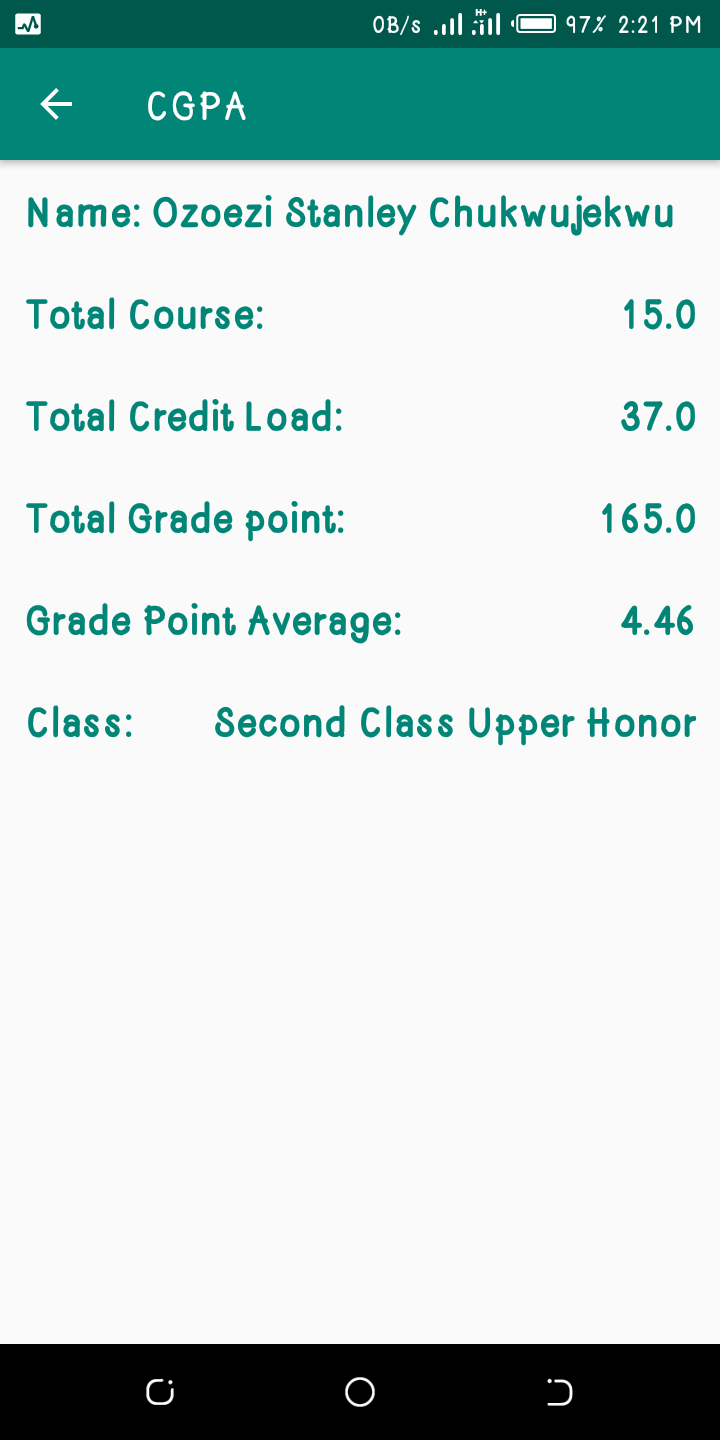 0B/s H+ 97% 2:21 PM
CGPA
Name: Ozoezi Stanley Chukwujekwu
Total Course: 15.0
Total Credit Load: 37.0
Total Grade point: 165.0
Grade Point Average: 4.46
Class: Second Class Upper Honor